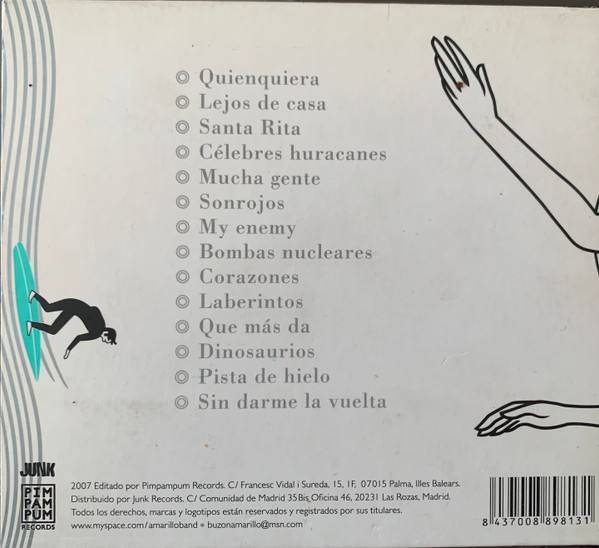 Quienquiera
Lejos de casa
Santa Rita
Célebres huracanes
Mucha gente
Sonrojos
My enemy
Bombas nucleares
Corazones
Laberintos
Que más da
Dinosaurios
Pista de hielo
Sin darme la vuelta
JUNK
PIM
PAM
PUM
RECORDS
2007 Editado por Pimpampum Records. C/ Francesc Vidal i Sureda, 15, 1F, 07015 Palma, Illes Balears.
Distribuido por Junk Records. C/ Comunidad de Madrid 35Bis, Oficina 46, 20231 Las Rozas, Madrid.
Todos los derechos, marcas y logotipos están reservados y registrados por sus titulares.
www.myspace.com/amarilloband • buzonamarillo@msn.com
8 437008 898131